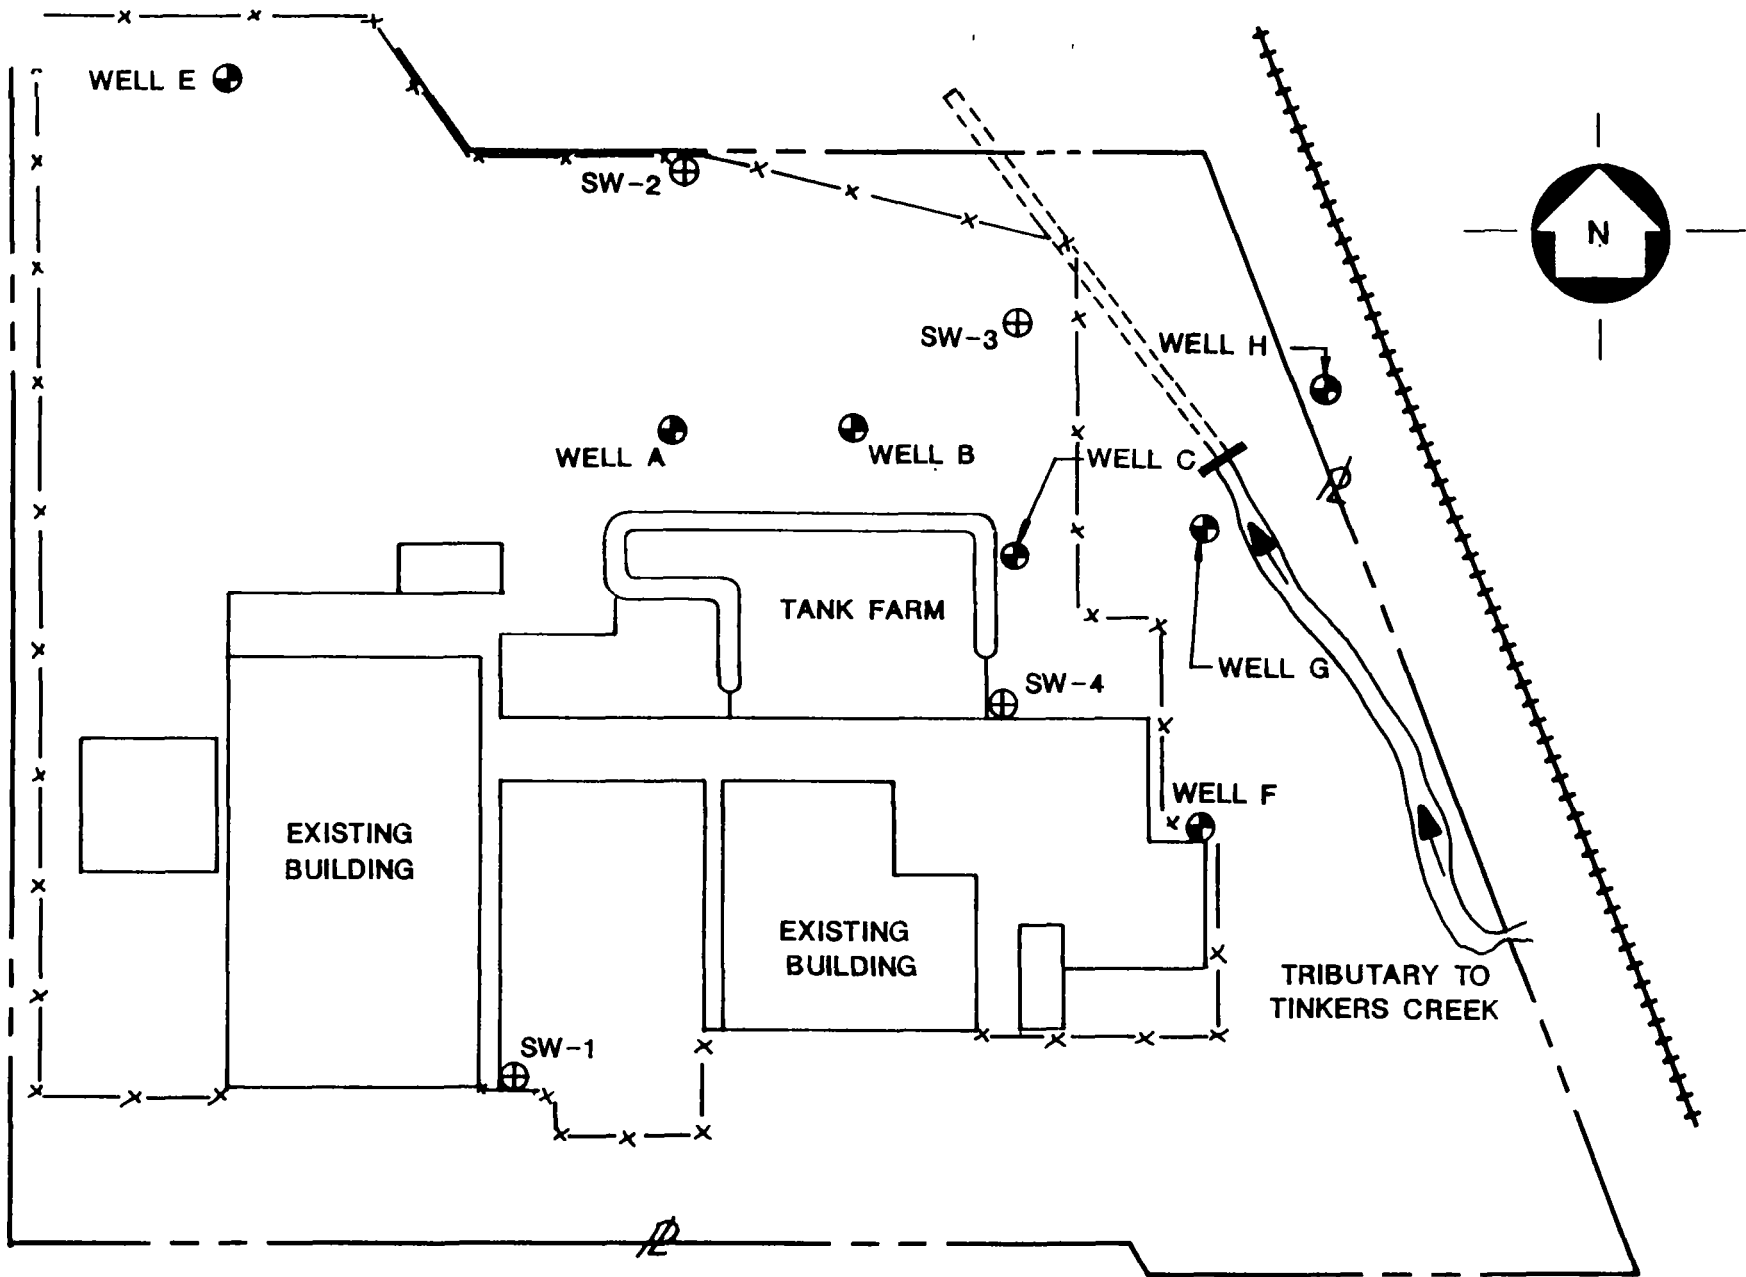 WELL E
SW-2
N
SW-3
WELL H
WELL A
WELL B
WELL C
TANK FARM
WELL G
SW-4
WELL F
EXISTING
BUILDING
EXISTING
BUILDING
TRIBUTARY TO
TINKERS CREEK
SW-1